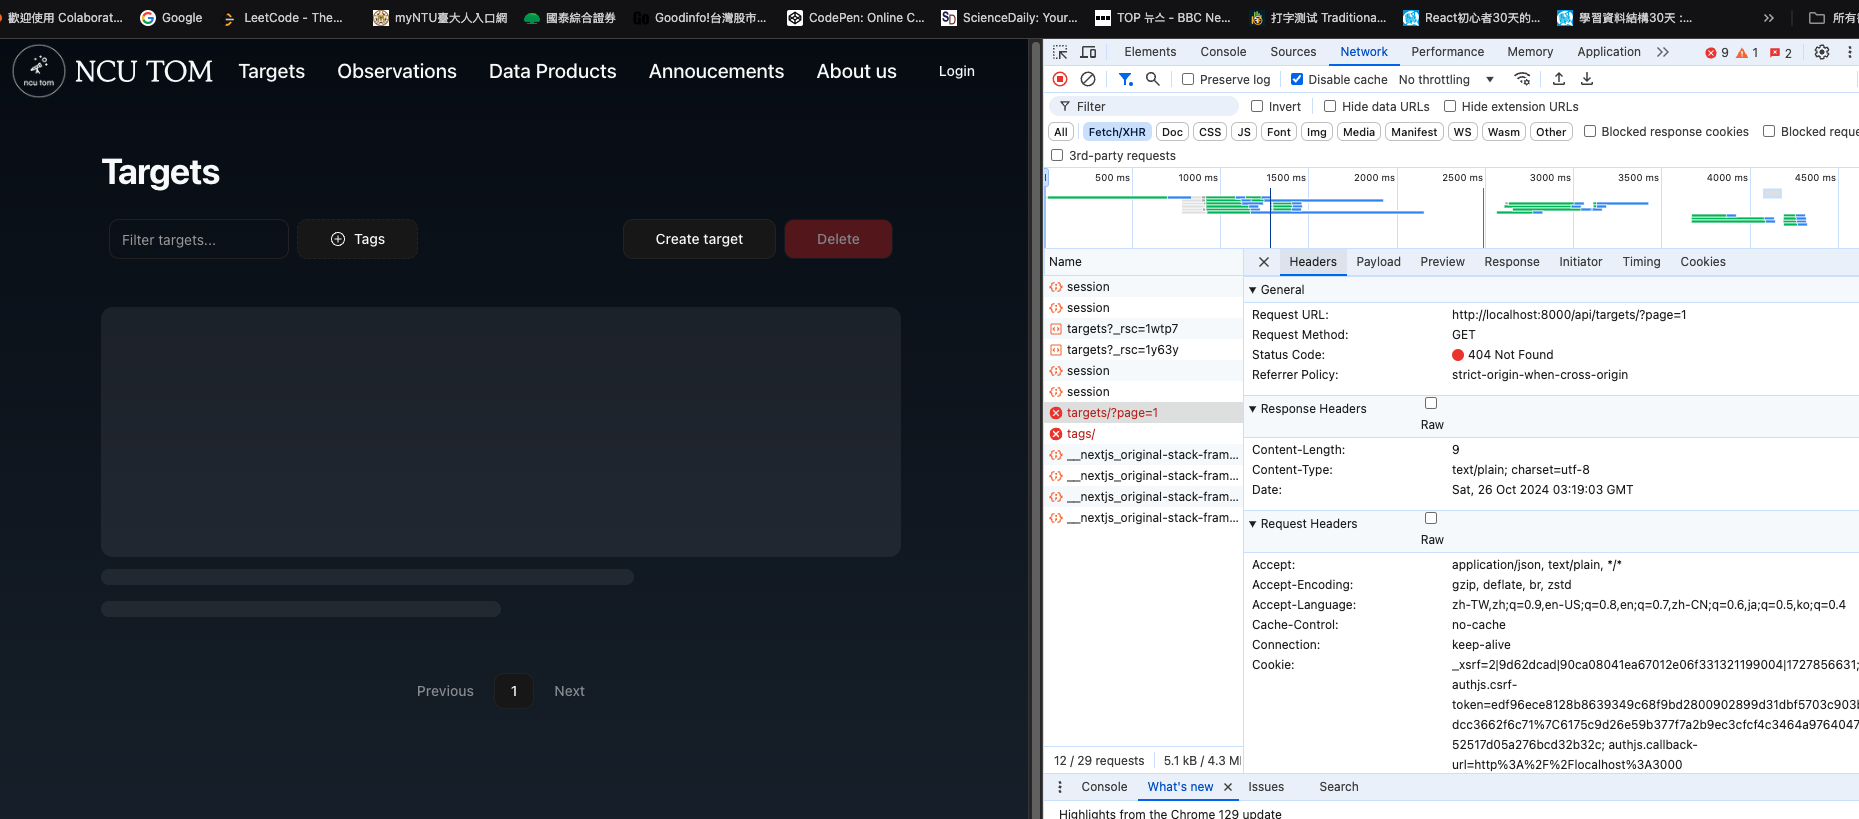 歡迎使用 Colaborat...
Google
LeetCode - The...
myNTU臺大人入口網
國泰綜合證券
Goodinfo!台灣股市...
CodePen: Online C...
ScienceDaily: Your...
TOP 뉴스 - BBC Ne...
打字测试 Traditiona...
React初心者30天的...
學習資料結構30天 :...
所有
ncu tom
NCU TOM
Targets
Observations
Data Products
Annoucements
About us
Login
Targets
Filter targets...
Tags
Create target
Delete
Previous
1
Next
Elements
Console
Sources
Network
Performance
Memory
Application
9
1
2
Preserve log
Disable cache
No throttling
Filter
Invert
Hide data URLs
Hide extension URLs
All
Fetch/XHR
Doc
CSS
JS
Font
Img
Media
Manifest
WS
Wasm
Other
Blocked response cookies
Blocked reque
3rd-party requests
500 ms
1000 ms
1500 ms
2000 ms
2500 ms
3000 ms
3500 ms
4000 ms
4500 ms
Name
session
session
targets?_rsc=1wtp7
targets?_rsc=1y63y
session
session
targets/?page=1
tags/
__nextjs_original-stack-fram...
__nextjs_original-stack-fram...
__nextjs_original-stack-fram...
__nextjs_original-stack-fram...
12 / 29 requests
5.1 kB / 4.3 M
Headers
Payload
Preview
Response
Initiator
Timing
Cookies
General
Request URL: http://localhost:8000/api/targets/?page=1
Request Method: GET
Status Code: 404 Not Found
Referrer Policy: strict-origin-when-cross-origin
Response Headers
Raw
Content-Length: 9
Content-Type: text/plain; charset=utf-8
Date: Sat, 26 Oct 2024 03:19:03 GMT
Request Headers
Raw
Accept: application/json, text/plain, */*
Accept-Encoding: gzip, deflate, br, zstd
Accept-Language: zh-TW,zh;q=0.9,en-US;q=0.8,en;q=0.7,zh-CN;q=0.6,ja;q=0.5,ko;q=0.4
Cache-Control: no-cache
Connection: keep-alive
Cookie: _xsrf=2|9d62dcad|90ca08041ea67012e06f331321199004|1727856631;
authjs.csrf-
token=edf96ece8128b8639349c68f9bd2800902899d31dbf5703c903b
dcc3662f6c71%7C6175c9d26e59b377f7a2b9ec3cfcf4c3464a9764047
52517d05a276bcd32b32c; authjs.callback-
url=http%3A%2F%2Flocalhost%3A3000
Console
What's new
Issues
Search
Highlights from the Chrome 129 update